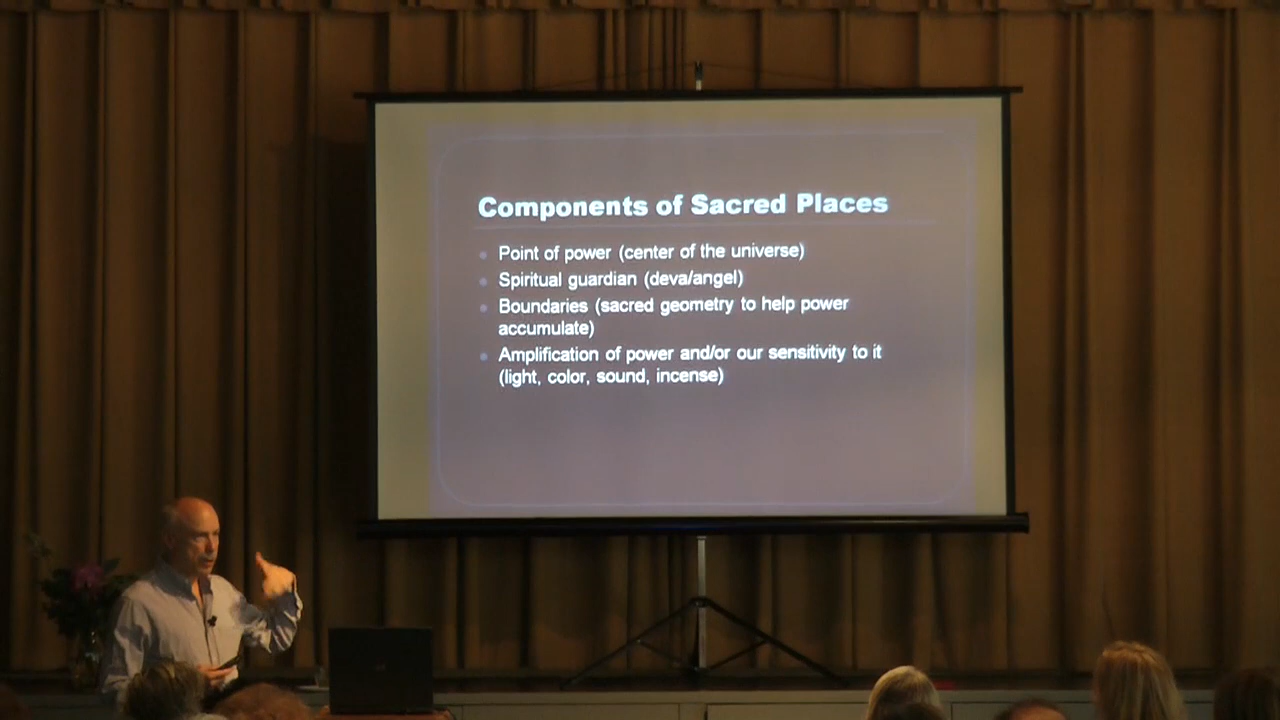 Components of Sacred Places
Point of power (center of the universe)
Spiritual guardian (deva/angel)
Boundaries (sacred geometry to help power
accumulate)
Amplification of power and/or our sensitivity to it
(light, color, sound, incense)